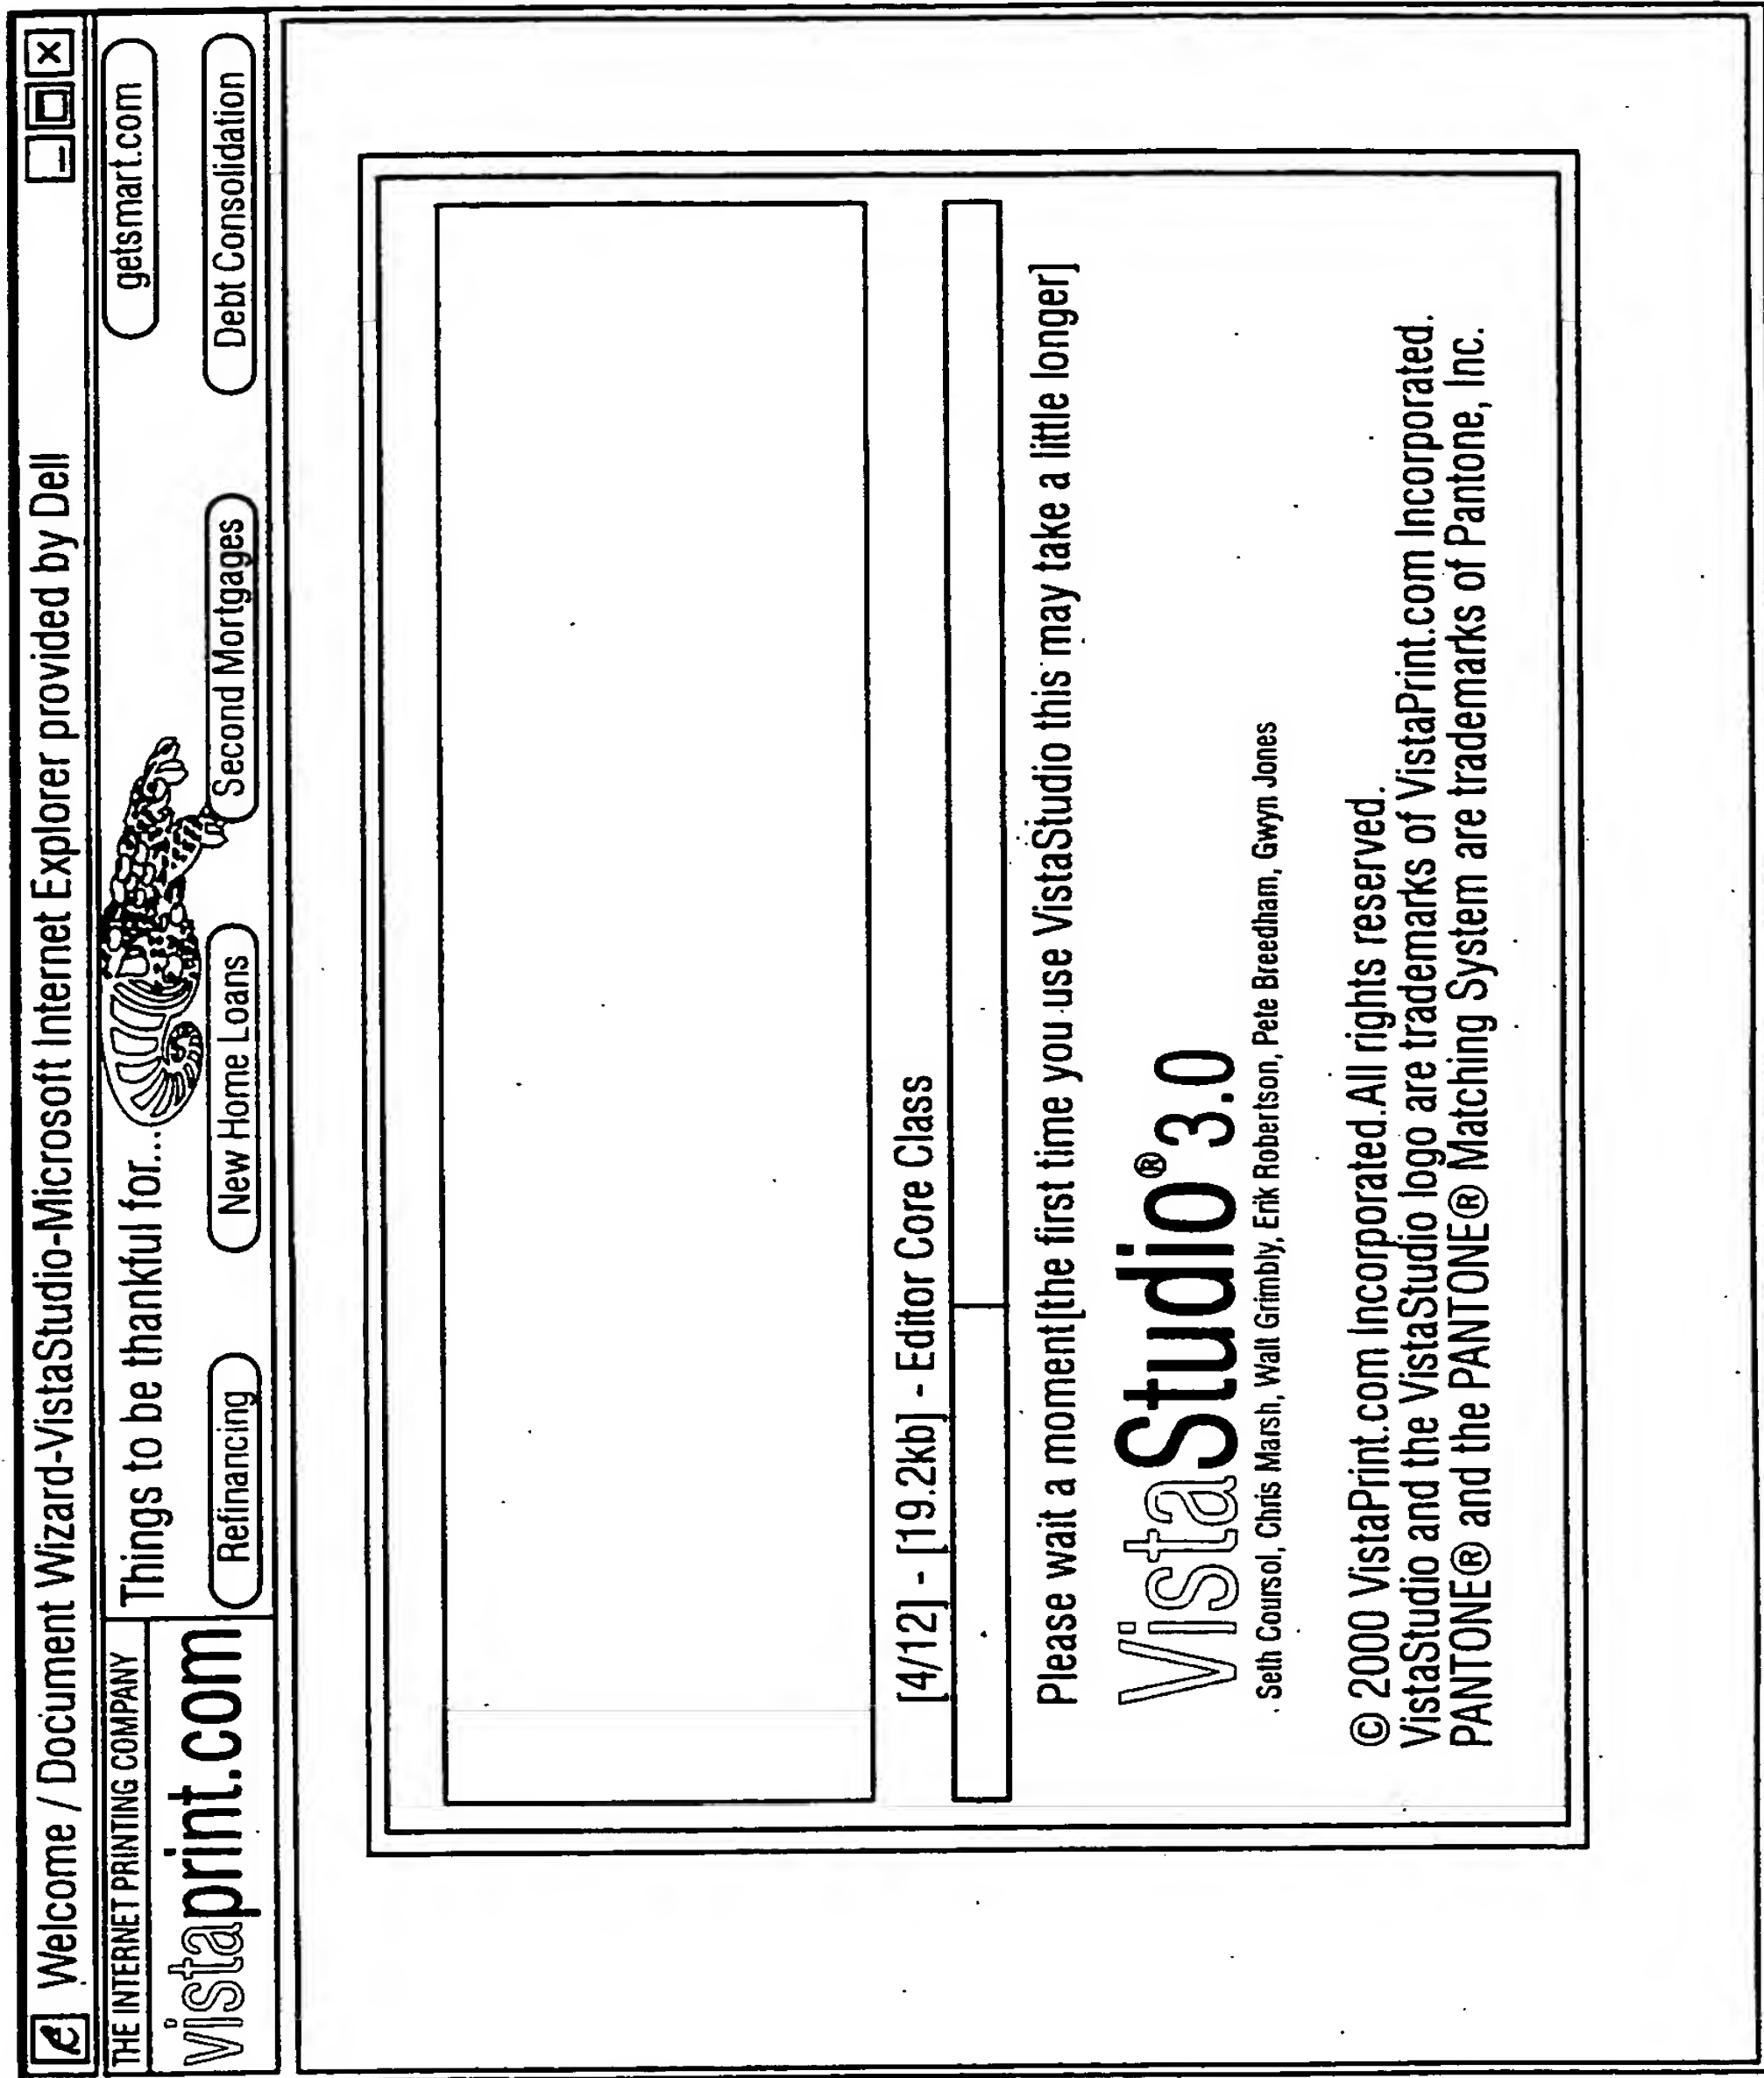 Welcome / Document Wizard-VistaStudio-Microsoft Internet Explorer provided by Dell
THE INTERNET PRINTING COMPANY
vistaprint.com
Things to be thankful for...
getsmart.com
Refinancing
New Home Loans
Second Mortgages
Debt Consolidation
[4/12] - [19.2kb] - Editor Core Class
Please wait a moment[the first time you use VistaStudio this may take a little longer]
VistaStudio® 3.0
Seth Coursol, Chris Marsh, Walt Grimbly, Erik Robertson, Pete Breedham, Gwyn Jones
© 2000 VistaPrint.com Incorporated.All rights reserved.
VistaStudio and the VistaStudio logo are trademarks of VistaPrint.com Incorporated.
PANTONE® and the PANTONE® Matching System are trademarks of Pantone, Inc.